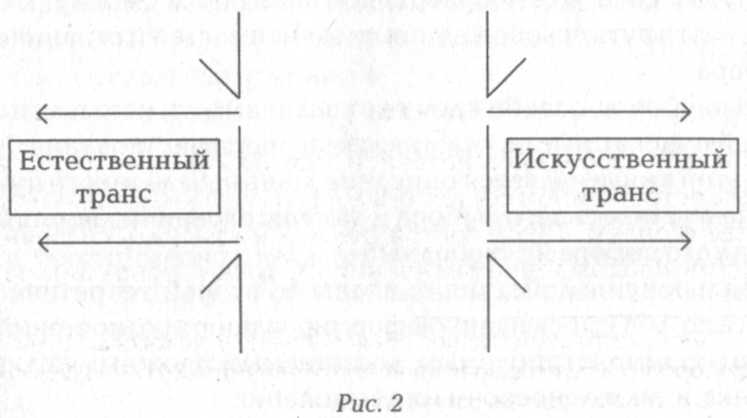 Естественный
транс
Искусственный
транс
Рис. 2